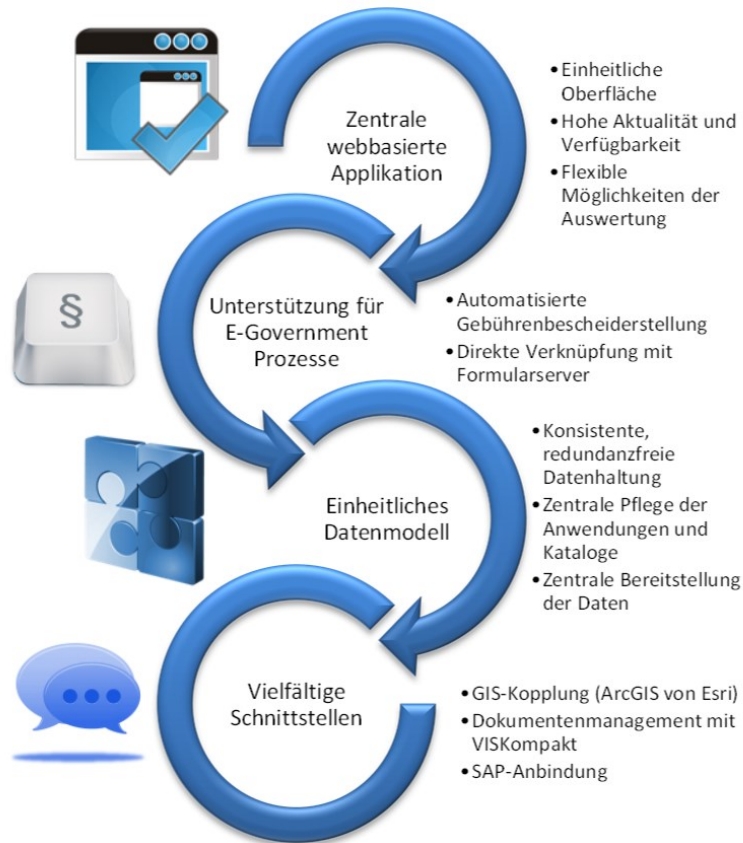 Zentrale
webbasierte
Applikation
•Einheitliche
Oberfläche
•Hohe Aktualität und
Verfügbarkeit
•Flexible
Möglichkeiten der
Auswertung
§
Unterstützung für
E-Government
Prozesse
•Automatisierte
Gebührenbescheiderstellung
•Direkte Verknüpfung mit
Formularserver
Einheitliches
Datenmodell
•Konsistente,
redundanzfreie
Datenhaltung
•Zentrale Pflege der
Anwendungen und
Kataloge
•Zentrale Bereitstellung
der Daten
Vielfältige
Schnittstellen
•GIS-Kopplung (ArcGIS von Esri)
•Dokumentenmanagement mit
VISKompakt
•SAP-Anbindung